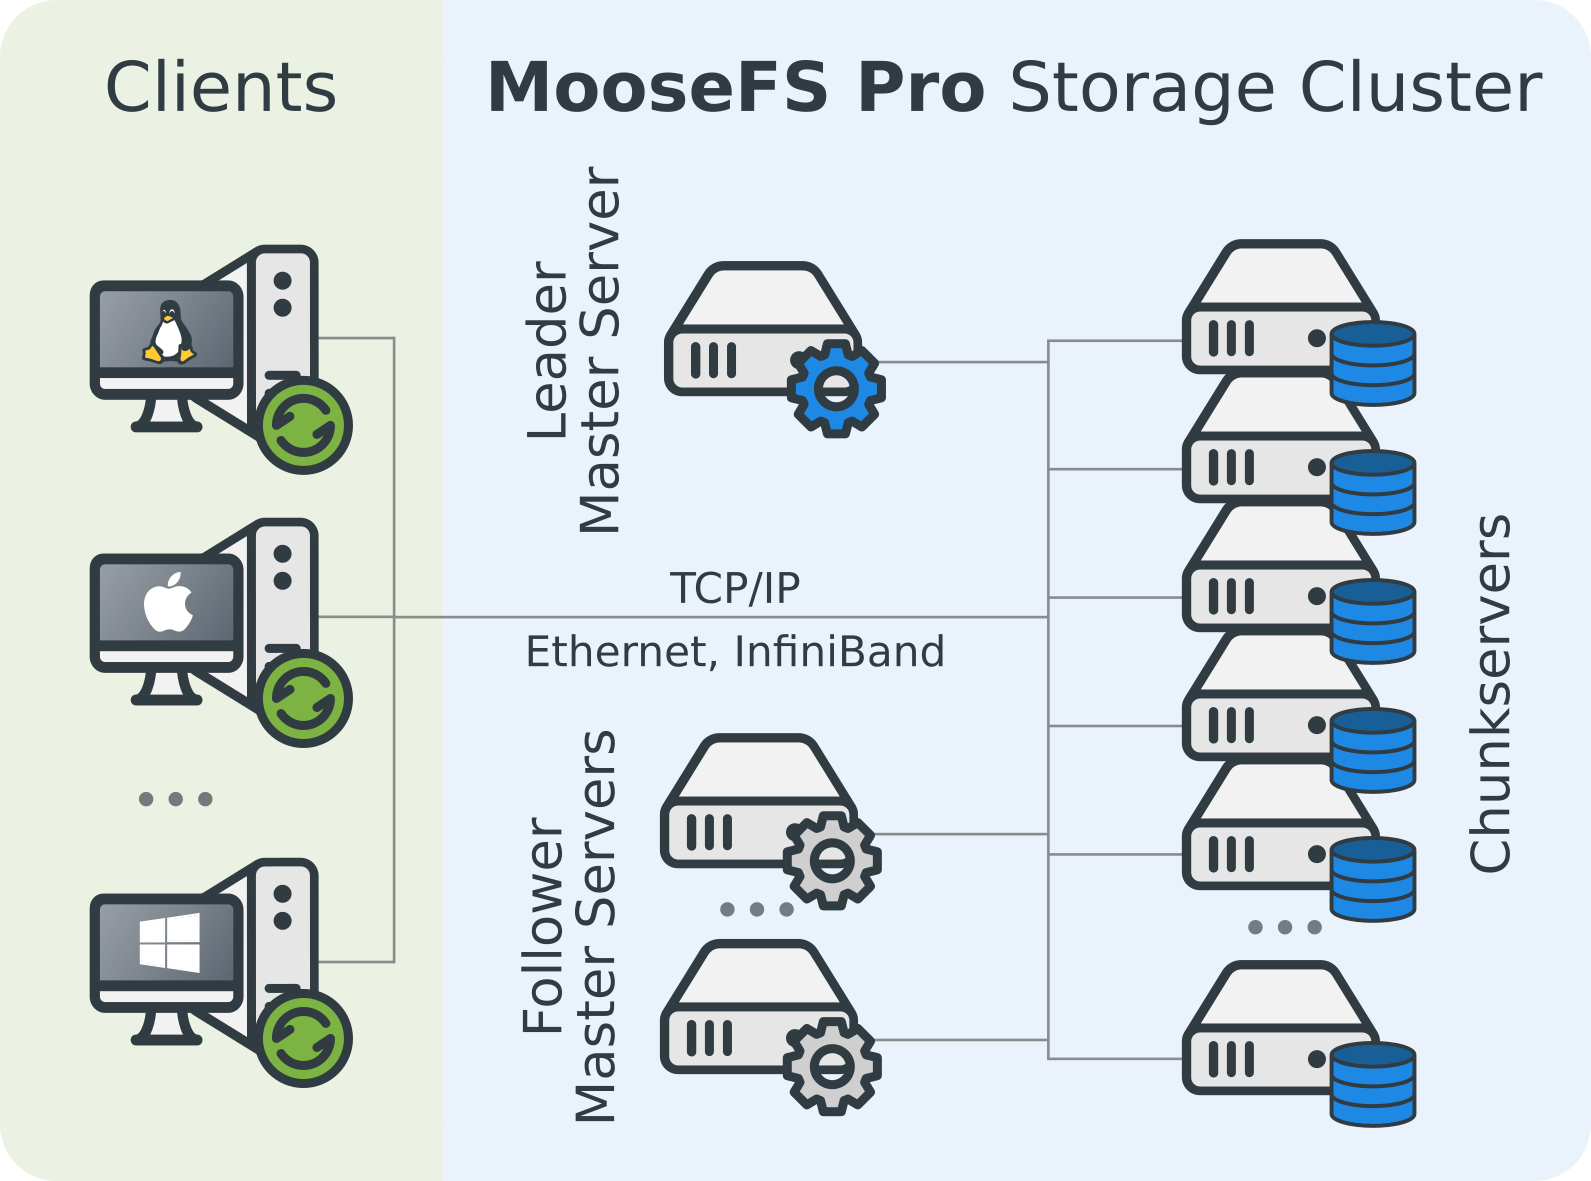 Clients
MooseFS Pro Storage Cluster
Leader
Master Server
TCP/IP
Ethernet, InfiniBand
Follower
Master Servers
Chunkservers